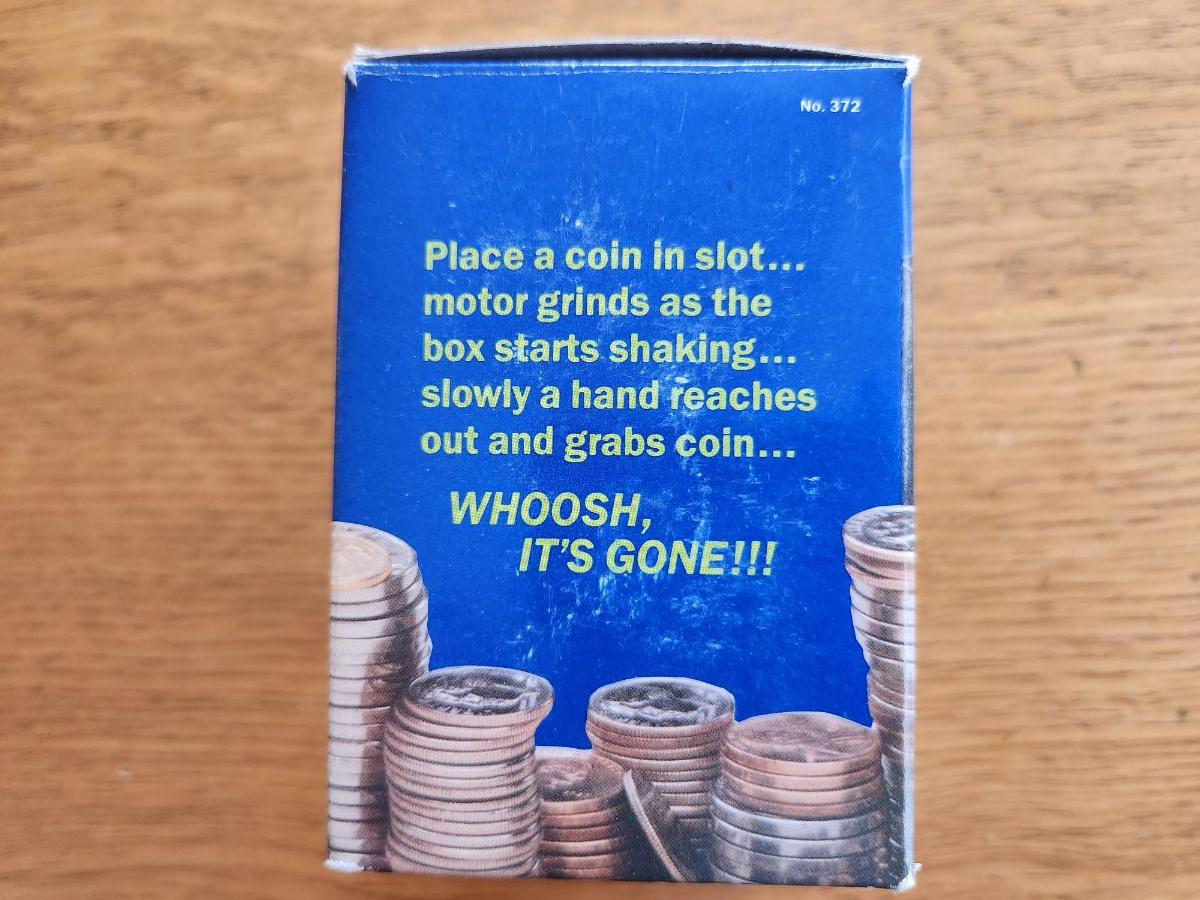 No. 372
Place a coin in slot...
motor grinds as the
box starts shaking...
slowly a hand reaches
out and grabs coin...
WHOOSH,
IT'S GONE!!!